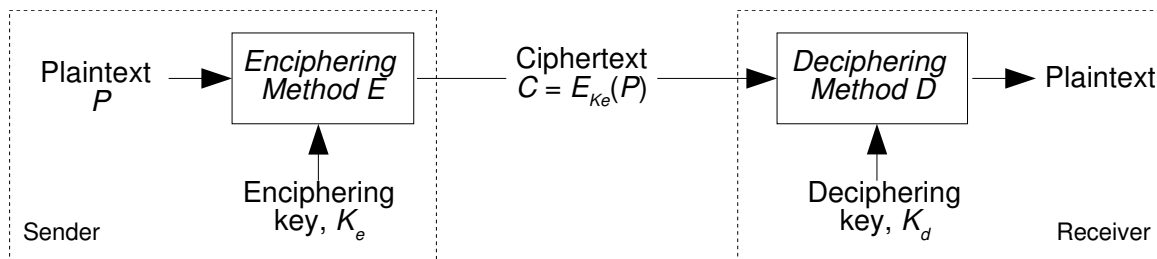 Plaintext
P
Enciphering
Method E
Ciphertext
C = E_Ke(P)
Deciphering
Method D
Plaintext
Enciphering
key, K_e
Deciphering
key, K_d
Sender
Receiver